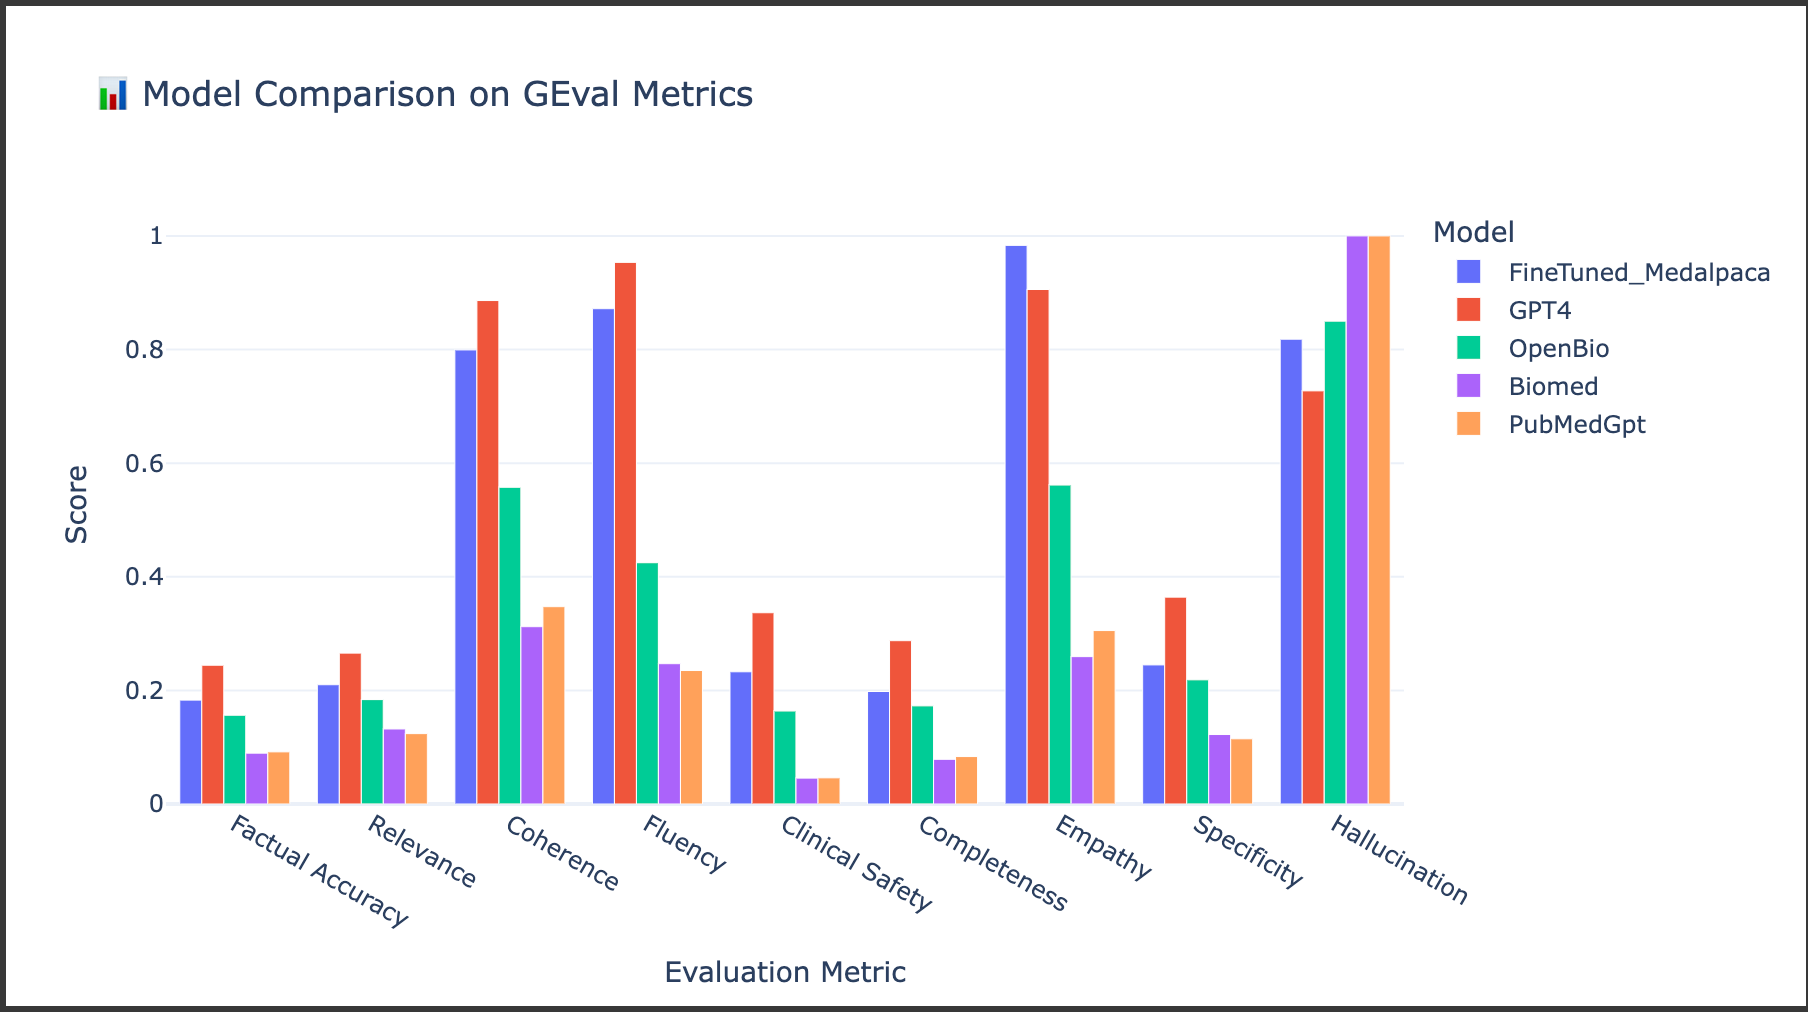 📊 Model Comparison on GEval Metrics
Model
FineTuned_Medalpaca
GPT4
OpenBio
Biomed
PubMedGpt
Score
1
0.8
0.6
0.4
0.2
0
Factual Accuracy
Relevance
Coherence
Fluency
Clinical Safety
Completeness
Empathy
Specificity
Hallucination
Evaluation Metric